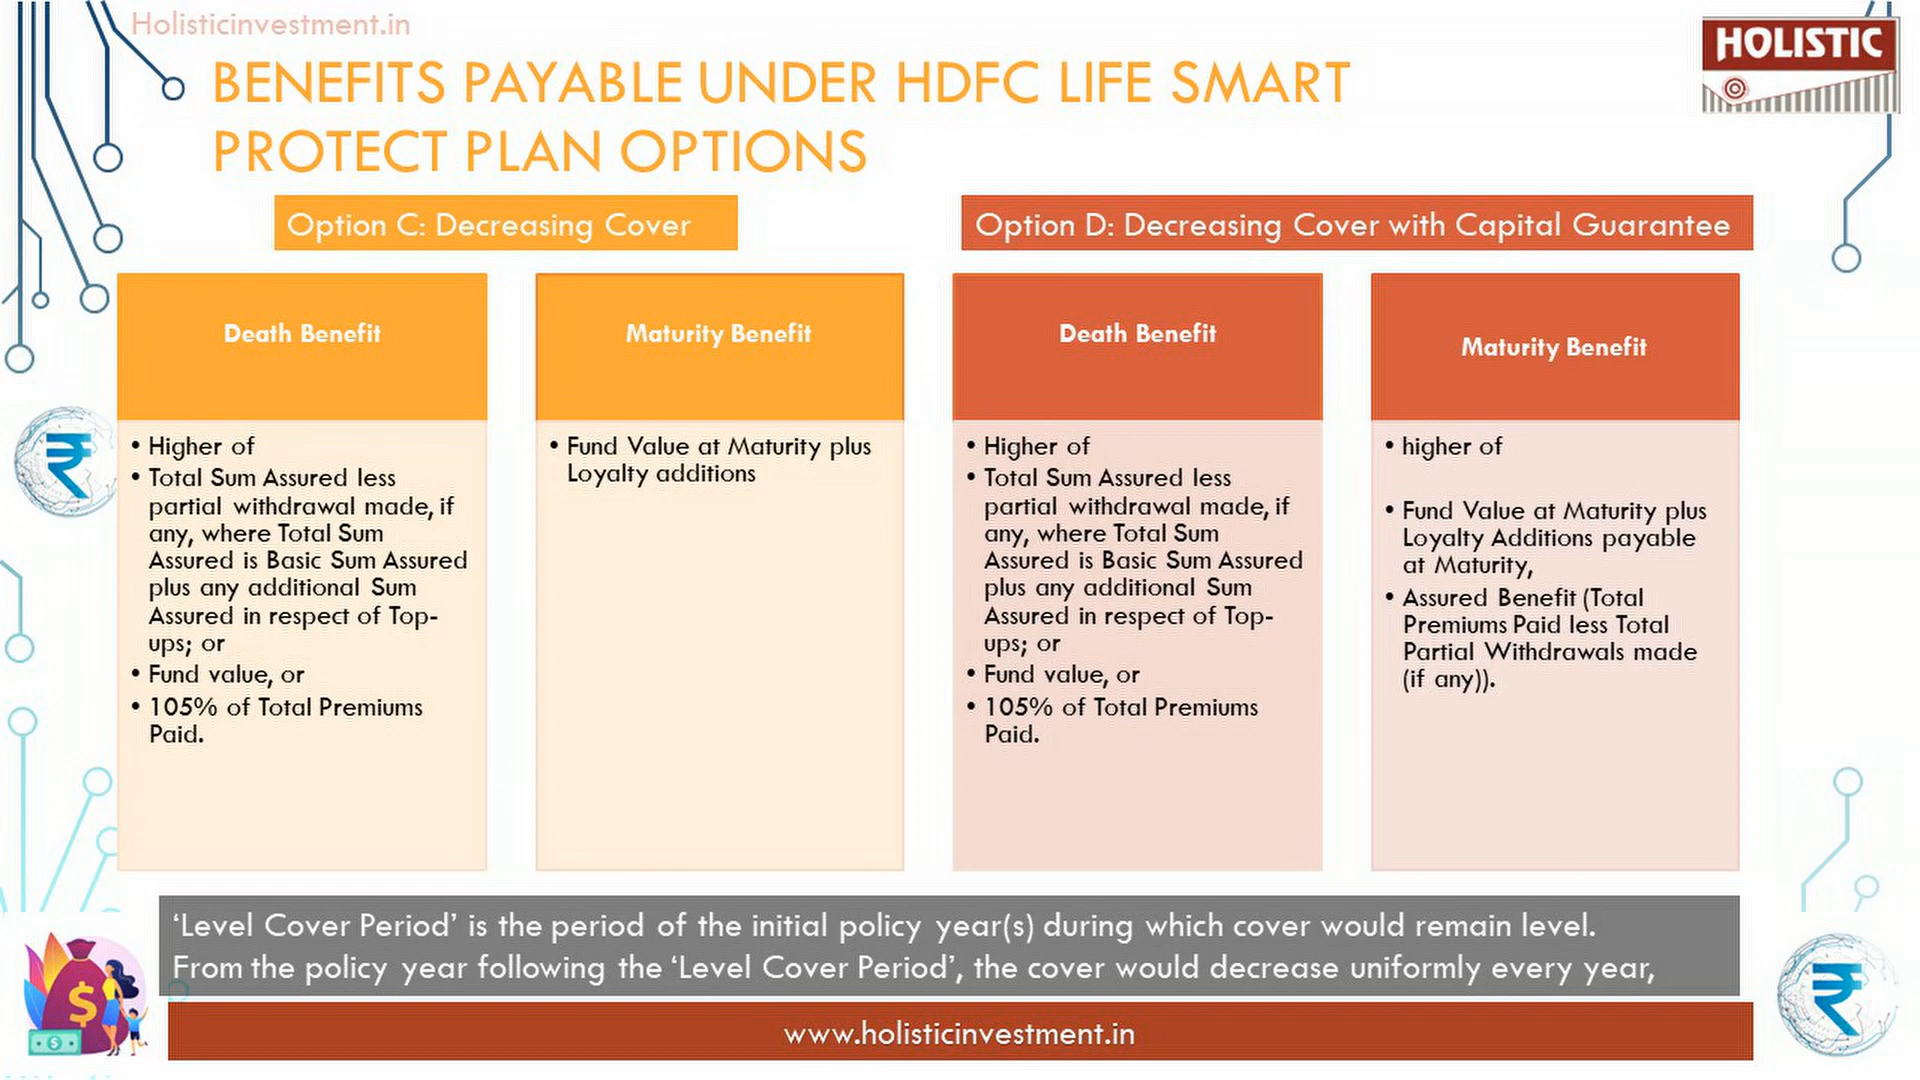 Holisticinvestment.in
HOLISTIC
BENEFITS PAYABLE UNDER HDFC LIFE SMART
PROTECT PLAN OPTIONS
Option C: Decreasing Cover
Option D: Decreasing Cover with Capital Guarantee
Death Benefit
• Higher of
• Total Sum Assured less
partial withdrawal made, if
any, where Total Sum
Assured is Basic Sum Assured
plus any additional Sum
Assured in respect of Top-
ups; or
• Fund value, or
• 105% of Total Premiums
Paid.
Maturity Benefit
• Fund Value at Maturity plus
Loyalty additions
Death Benefit
• Higher of
• Total Sum Assured less
partial withdrawal made, if
any, where Total Sum
Assured is Basic Sum Assured
plus any additional Sum
Assured in respect of Top-
ups; or
• Fund value, or
• 105% of Total Premiums
Paid.
Maturity Benefit
• higher of
• Fund Value at Maturity plus
Loyalty Additions payable
at Maturity,
• Assured Benefit (Total
Premiums Paid less Total
Partial Withdrawals made
(if any)).
‘Level Cover Period’ is the period of the initial policy year(s) during which cover would remain level.
From the policy year following the ‘Level Cover Period’, the cover would decrease uniformly every year,
www.holisticinvestment.in